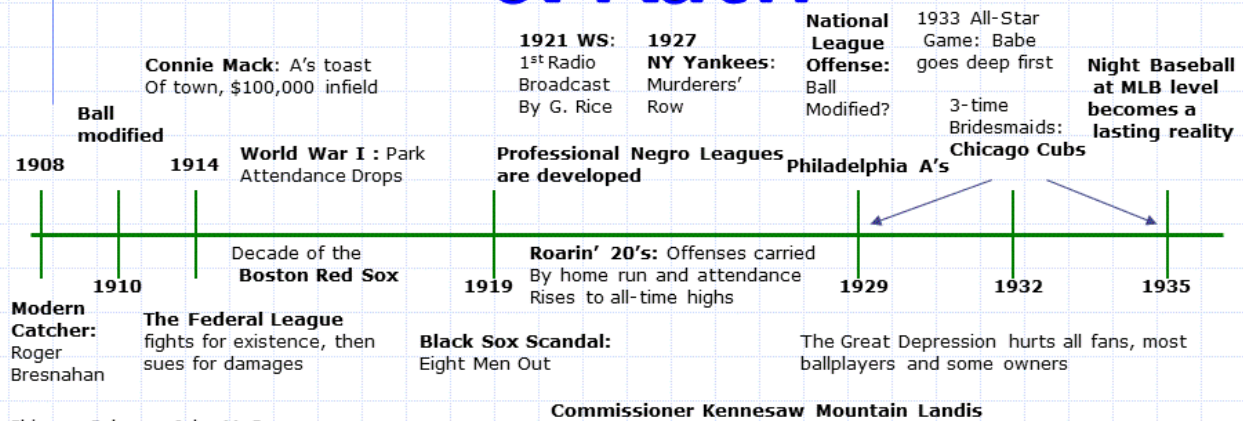 National
League
Offense:
Ball
Modified?
1933 All-Star
Game: Babe
goes deep first
1921 WS:
1st Radio
Broadcast
By G. Rice
1927
NY Yankees:
Murderers'
Row
Connie Mack: A's toast
Of town, $100,000 infield
Night Baseball
at MLB level
becomes a
lasting reality
Ball
modified
3-time
Bridesmaids:
Chicago Cubs
1908
1914
World War I : Park
Attendance Drops
Professional Negro Leagues
are developed
Philadelphia A's
Decade of the
Boston Red Sox
Roarin' 20's: Offenses carried
By home run and attendance
Rises to all-time highs
1910
1919
1929
1932
1935
Modern
Catcher:
Roger
Bresnahan
The Federal League
fights for existence, then
sues for damages
Black Sox Scandal:
Eight Men Out
The Great Depression hurts all fans, most
ballplayers and some owners
Commissioner Kennesaw Mountain Landis